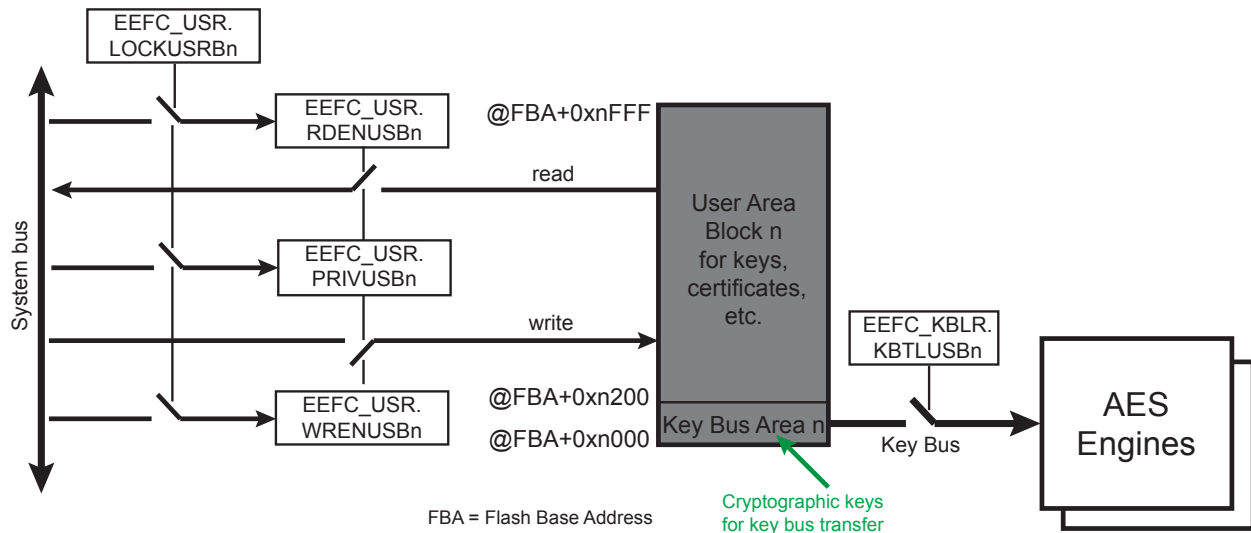 EEFC_USR.
LOCKUSRBn
System bus
EEFC_USR.
RDENUSBn
@FBA+0xnFFF
read
User Area
Block n
for keys,
certificates,
etc.
EEFC_USR.
PRIVUSBn
write
EEFC_KBLR.
KBTLUSBn
@FBA+0xn200
EEFC_USR.
WRENUSBn
@FBA+0xn000
Key Bus Area n
Key Bus
AES
Engines
FBA = Flash Base Address
Cryptographic keys
for key bus transfer